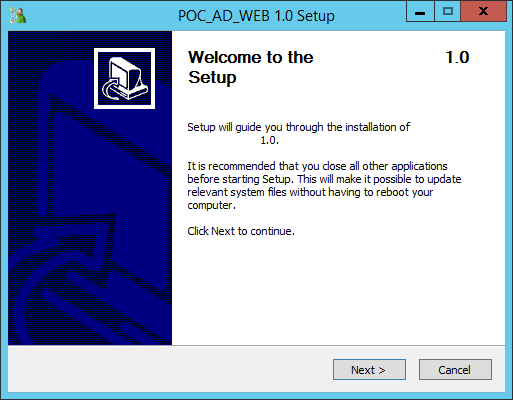 POC_AD_WEB 1.0 Setup
Welcome to the 1.0
Setup
Setup will guide you through the installation of
1.0.
It is recommended that you close all other applications
before starting Setup. This will make it possible to update
relevant system files without having to reboot your
computer.
Click Next to continue.
Next >
Cancel